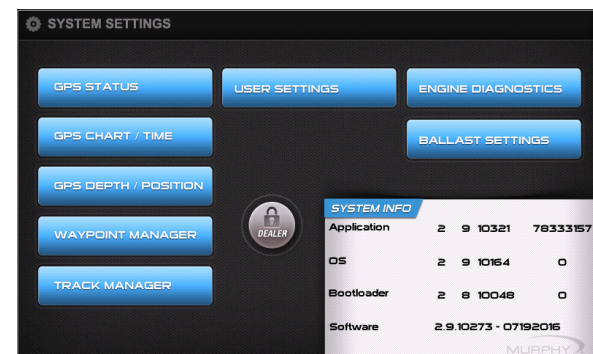 SYSTEM SETTINGS
GPS STATUS
USER SETTINGS
ENGINE DIAGNOSTICS
GPS CHART / TIME
BALLAST SETTINGS
GPS DEPTH / POSITION
WAYPOINT MANAGER
TRACK MANAGER
DEALER
SYSTEM INFO
Application 2 9 10321 78333157
OS 2 9 10164 0
Bootloader 2 8 10048 0
Software 2.9.10273 - 07192016
MURPHY